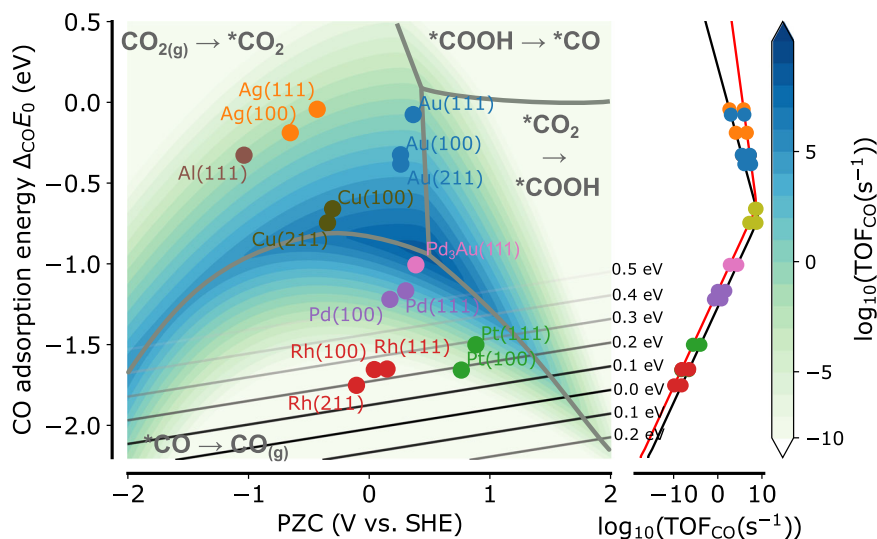 CO2(g) → *CO2
*COOH → *CO
*CO2
→
*COOH
*CO → CO(g)
Ag(111)
Ag(100)
Al(111)
Au(111)
Au(100)
Au(211)
Cu(100)
Cu(211)
Pd3Au(111)
Pd(111)
Pd(100)
Pt(111)
Pt(100)
Rh(100)
Rh(111)
Rh(211)
0.5 eV
0.4 eV
0.3 eV
0.2 eV
0.1 eV
0.0 eV
0.1 eV
0.2 eV
CO adsorption energy ΔCOE0 (eV)
0.5
0.0
−0.5
−1.0
−1.5
−2.0
−2
−1
0
1
2
PZC (V vs. SHE)
−10
0
10
log10(TOFCO(s−1))
5
0
−5
−10
log10(TOFCO(s−1))